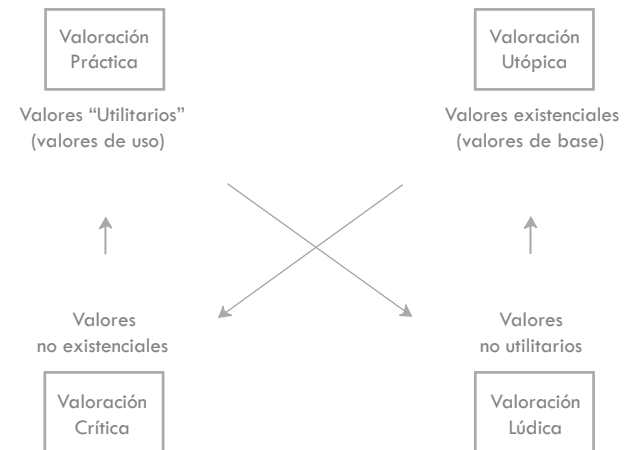 Valoración
Práctica
Valoración
Utópica
Valores “Utilitarios”
(valores de uso)
Valores existenciales
(valores de base)
Valores
no existenciales
Valores
no utilitarios
Valoración
Crítica
Valoración
Lúdica